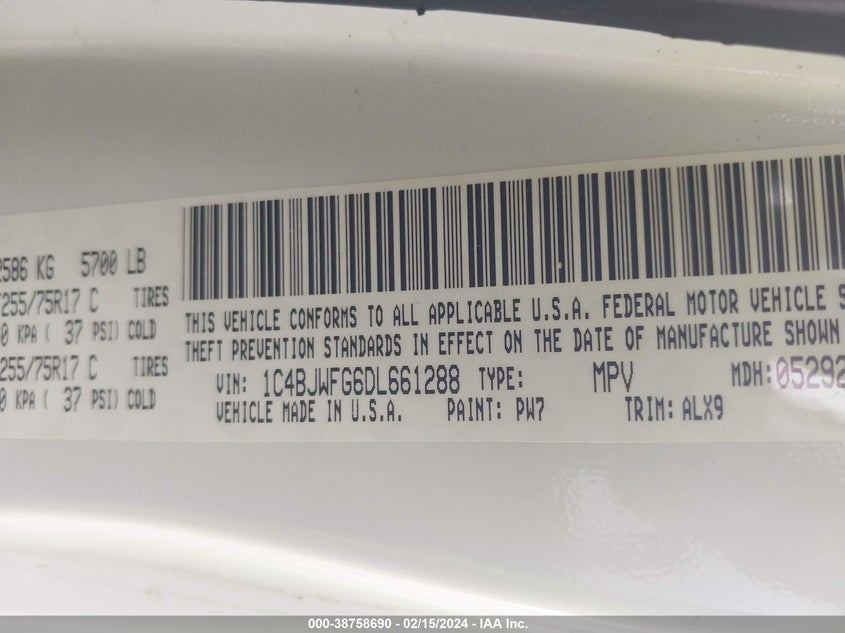 2586 KG 5700 LB
255/75R17 C TIRES
0 KPA ( 37 PSI) COLD
255/75R17 C TIRES
0 KPA ( 37 PSI) COLD
THIS VEHICLE CONFORMS TO ALL APPLICABLE U.S.A. FEDERAL MOTOR VEHICLE S
THEFT PREVENTION STANDARDS IN EFFECT ON THE DATE OF MANUFACTURE SHOWN
VIN: 1C4BJWFG6DL661288 TYPE: MPV MDH: 05292
VEHICLE MADE IN U.S.A. PAINT: PW7 TRIM: ALX9
000-38758690 - 02/15/2024 - IAA Inc.